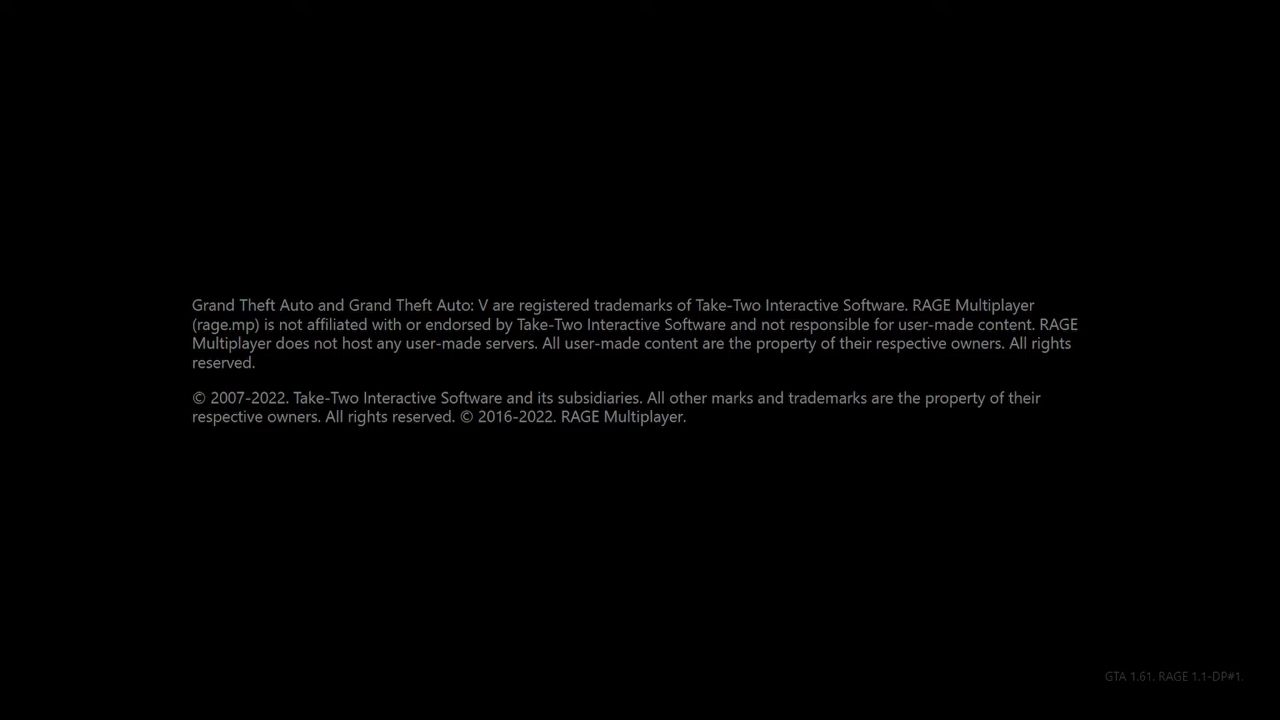 Grand Theft Auto and Grand Theft Auto: V are registered trademarks of Take-Two Interactive Software. RAGE Multiplayer
(rage.mp) is not affiliated with or endorsed by Take-Two Interactive Software and not responsible for user-made content. RAGE
Multiplayer does not host any user-made servers. All user-made content are the property of their respective owners. All rights
reserved.
© 2007-2022. Take-Two Interactive Software and its subsidiaries. All other marks and trademarks are the property of their
respective owners. All rights reserved. © 2016-2022. RAGE Multiplayer.
GTA 1.61. RAGE 1.1-DP#1.